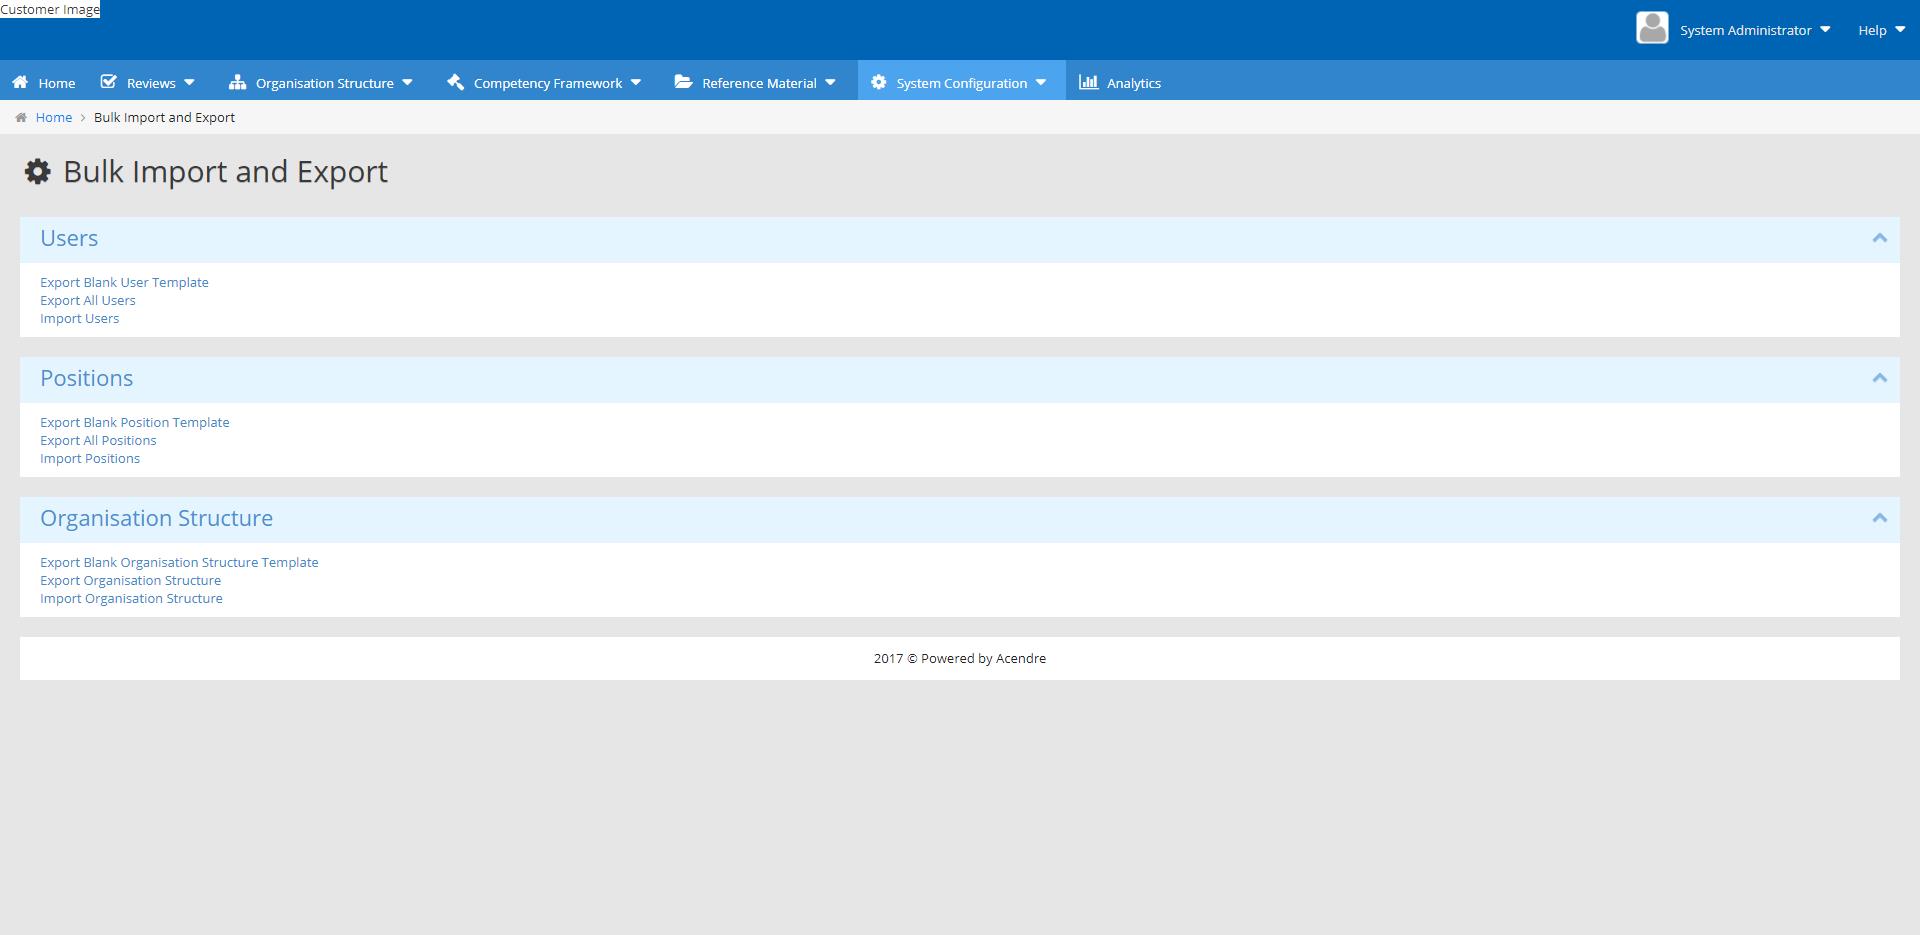 Customer Image
System Administrator Help
Home Reviews Organisation Structure Competency Framework Reference Material System Configuration Analytics
Home > Bulk Import and Export
Bulk Import and Export
Users
Export Blank User Template
Export All Users
Import Users
Positions
Export Blank Position Template
Export All Positions
Import Positions
Organisation Structure
Export Blank Organisation Structure Template
Export Organisation Structure
Import Organisation Structure
2017 © Powered by Acendre